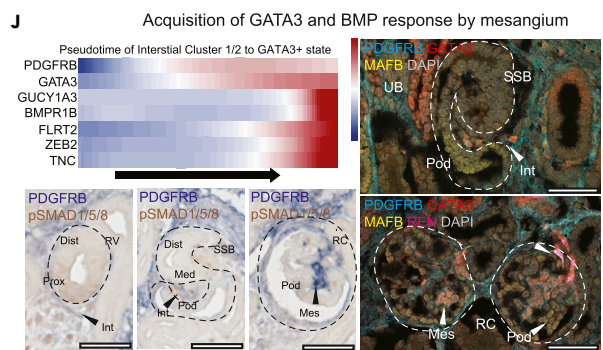 J
Acquisition of GATA3 and BMP response by mesangium
Pseudotime of Interstial Cluster 1/2 to GATA3+ state
PDGFRB
GATA3
GUCY1A3
BMPR1B
FLRT2
ZEB2
TNC
PDGFRB GATA3
MAFB DAPI
SSB
UB
Pod
Int
PDGFRB
pSMAD1/5/8
Dist
RV
Prox
Int
PDGFRB
pSMAD1/5/8
Dist
SSB
Med
Pod
Int
PDGFRB
pSMAD1/5/8
RC
Pod
Mes
PDGFRB GATA3
MAFB REN DAPI
Mes
RC
Pod